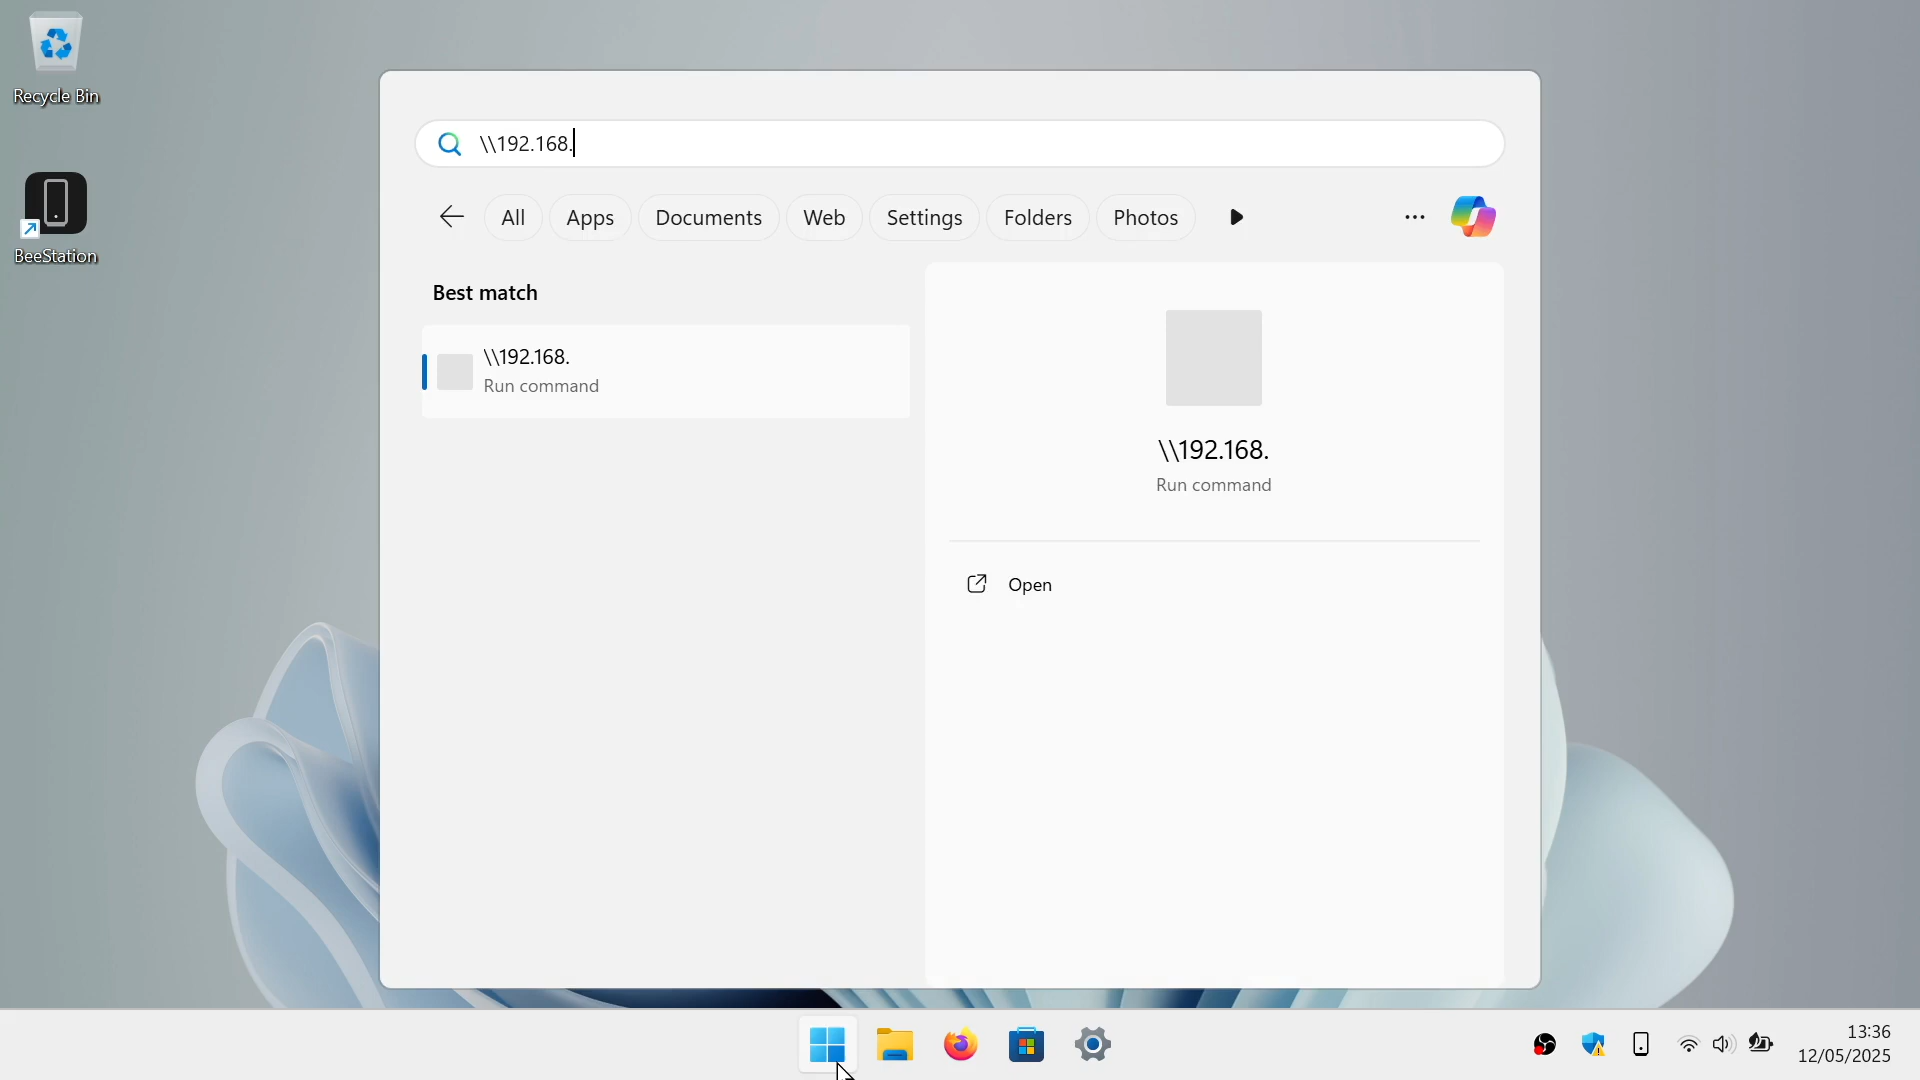 Recycle Bin
BeeStation
\\192.168.
All Apps Documents Web Settings Folders Photos
Best match
\\192.168.
Run command
\\192.168.
Run command
Open
13:36
12/05/2025